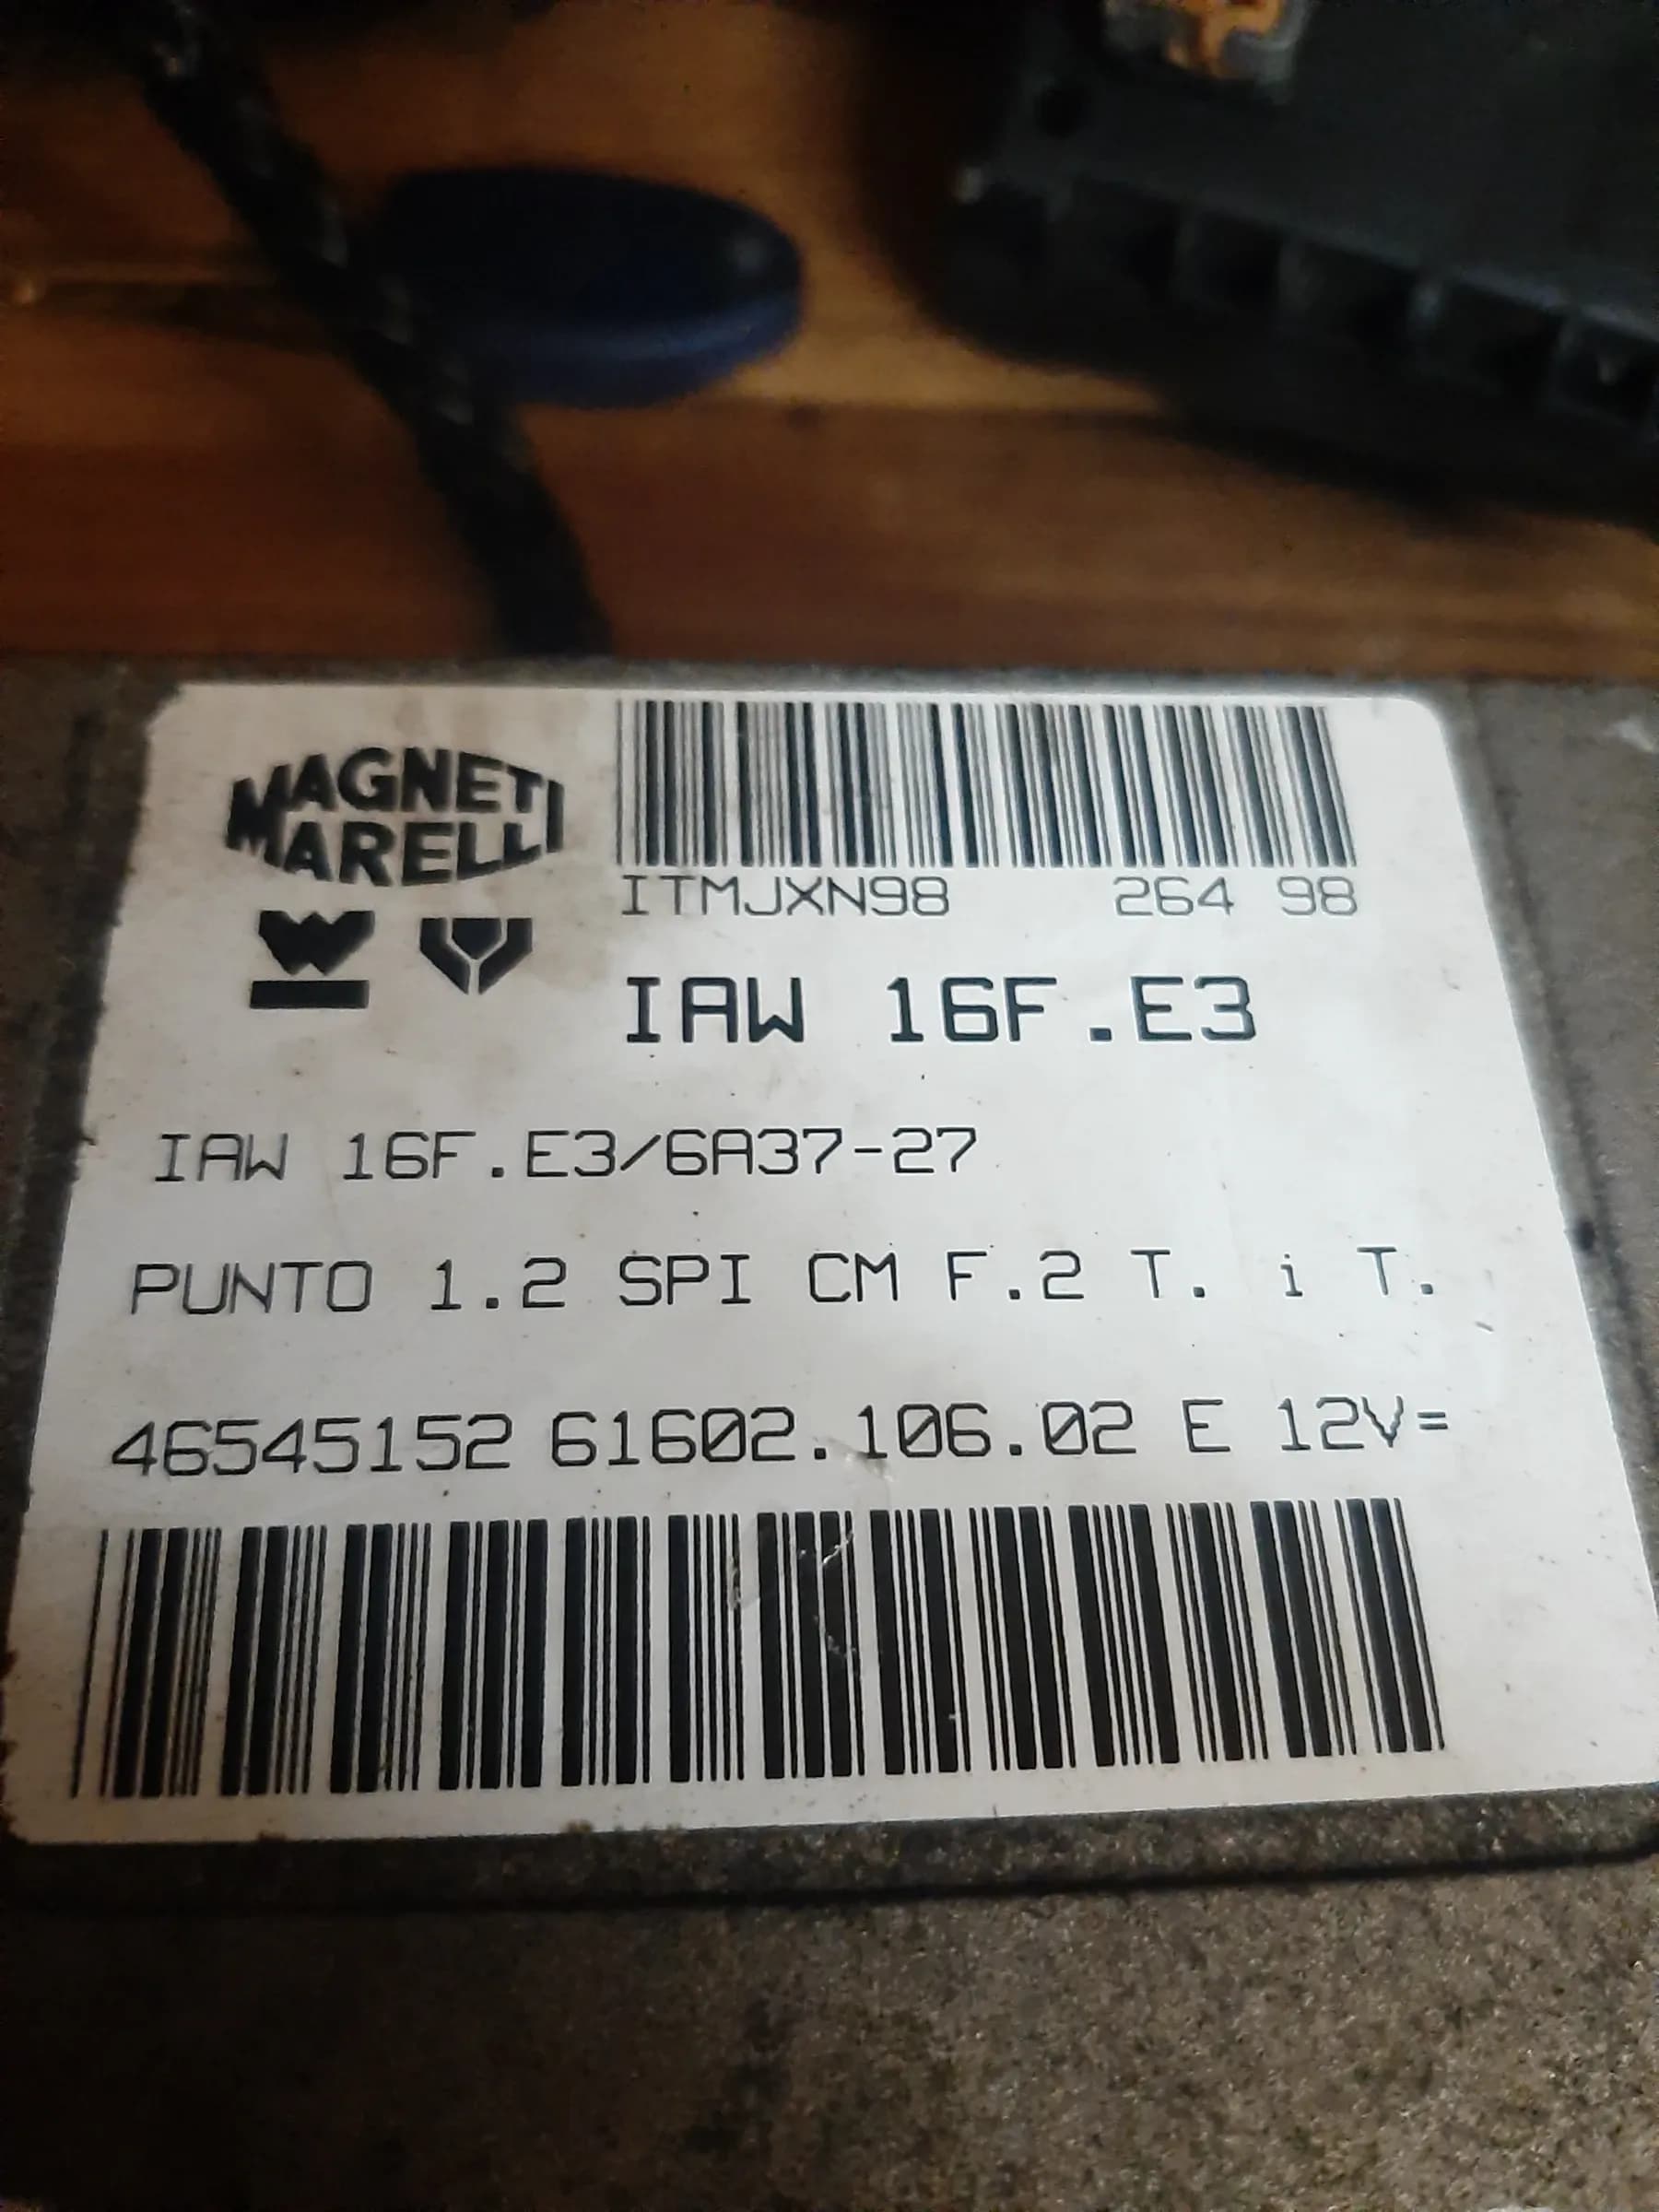 MAGNETI
MARELLI
ITMJXN98 264 98
IAW 16F.E3
IAW 16F.E3/6A37-27
PUNTO 1.2 SPI CM F.2 T. i T.
46545152 61602.106.02 E 12V=